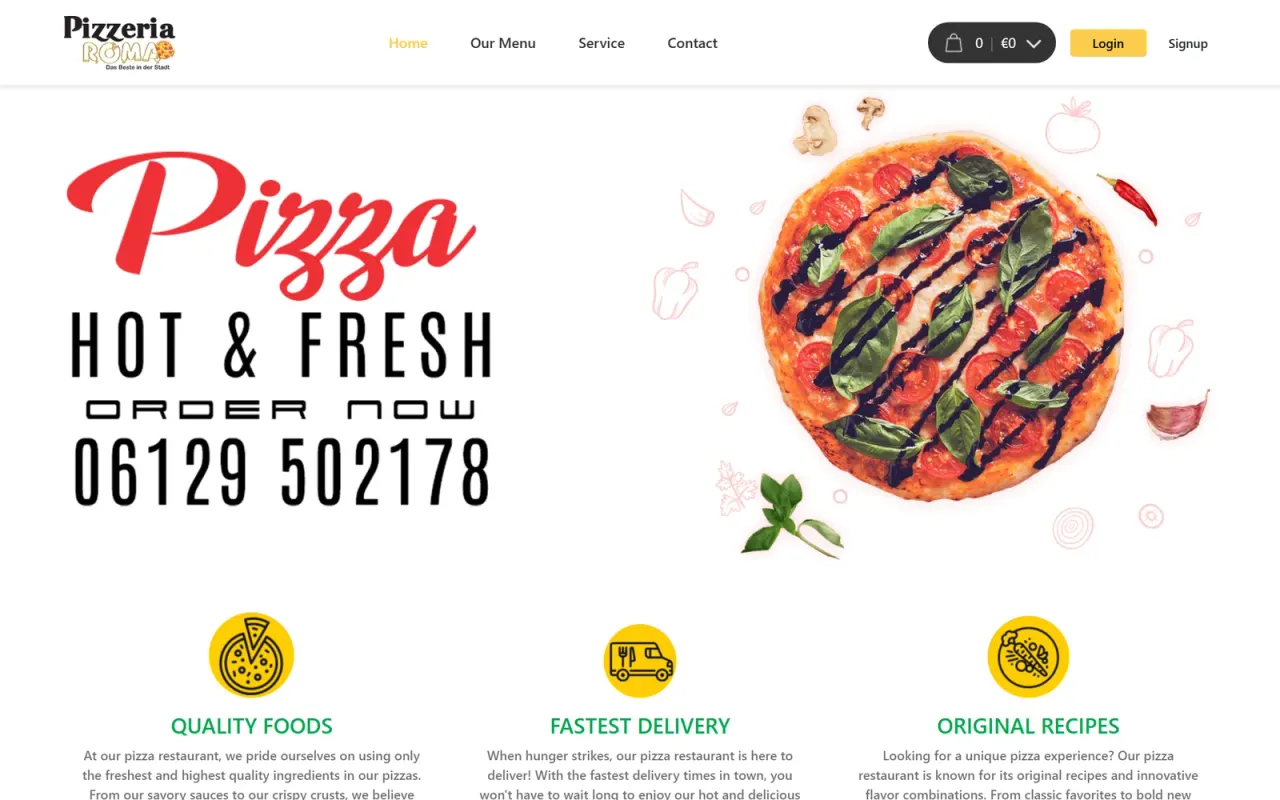 Pizzeria
ROMA
Das Beste in der Stadt
Home
Our Menu
Service
Contact
0 | €0
Login
Signup
Pizza
HOT & FRESH
ORDER NOW
06129 502178
QUALITY FOODS
At our pizza restaurant, we pride ourselves on using only
the freshest and highest quality ingredients in our pizzas.
From our savory sauces to our crispy crusts, we believe
FASTEST DELIVERY
When hunger strikes, our pizza restaurant is here to
deliver! With the fastest delivery times in town, you
won't have to wait long to enjoy our hot and delicious
ORIGINAL RECIPES
Looking for a unique pizza experience? Our pizza
restaurant is known for its original recipes and innovative
flavor combinations. From classic favorites to bold new